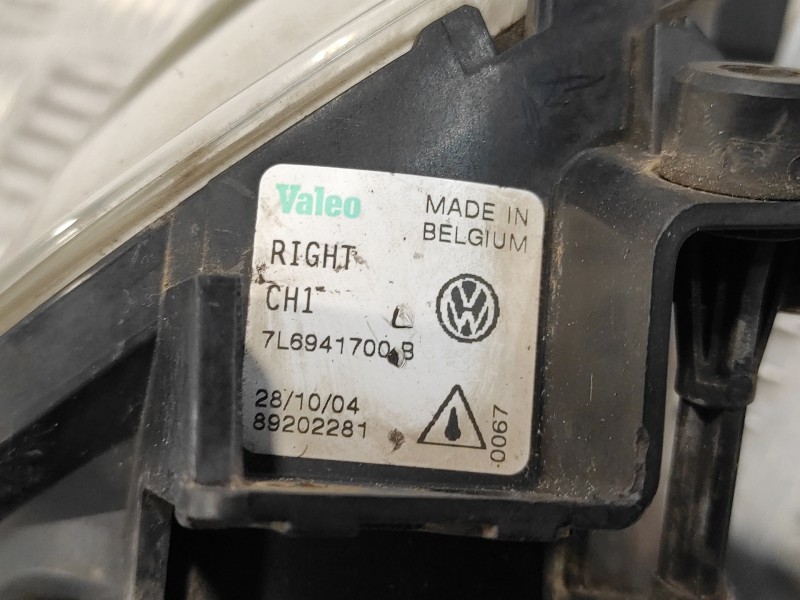 Valeo
MADE IN
BELGIUM
RIGHT
CH1
7L6941700 B
28/10/04
89202281
0067